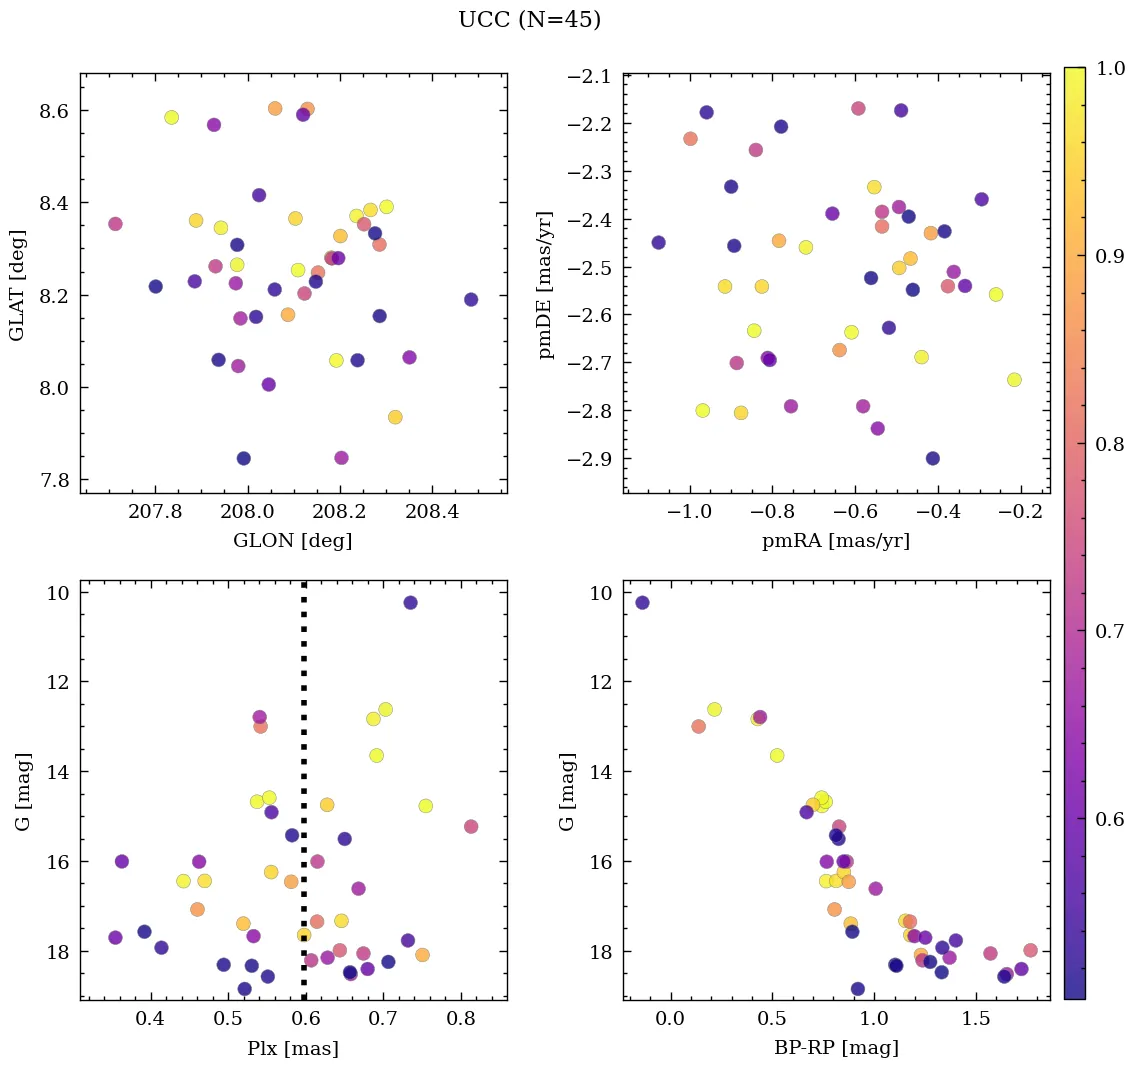 UCC (N=45)
8.6
8.4
8.2
8.0
7.8
GLAT [deg]
207.8 208.0 208.2 208.4
GLON [deg]
−2.1
−2.2
−2.3
−2.4
−2.5
−2.6
−2.7
−2.8
−2.9
pmDE [mas/yr]
−1.0 −0.8 −0.6 −0.4 −0.2
pmRA [mas/yr]
1.0
0.9
0.8
0.7
0.6
10
12
14
16
18
G [mag]
0.4 0.5 0.6 0.7 0.8
Plx [mas]
10
12
14
16
18
G [mag]
0.0 0.5 1.0 1.5
BP-RP [mag]